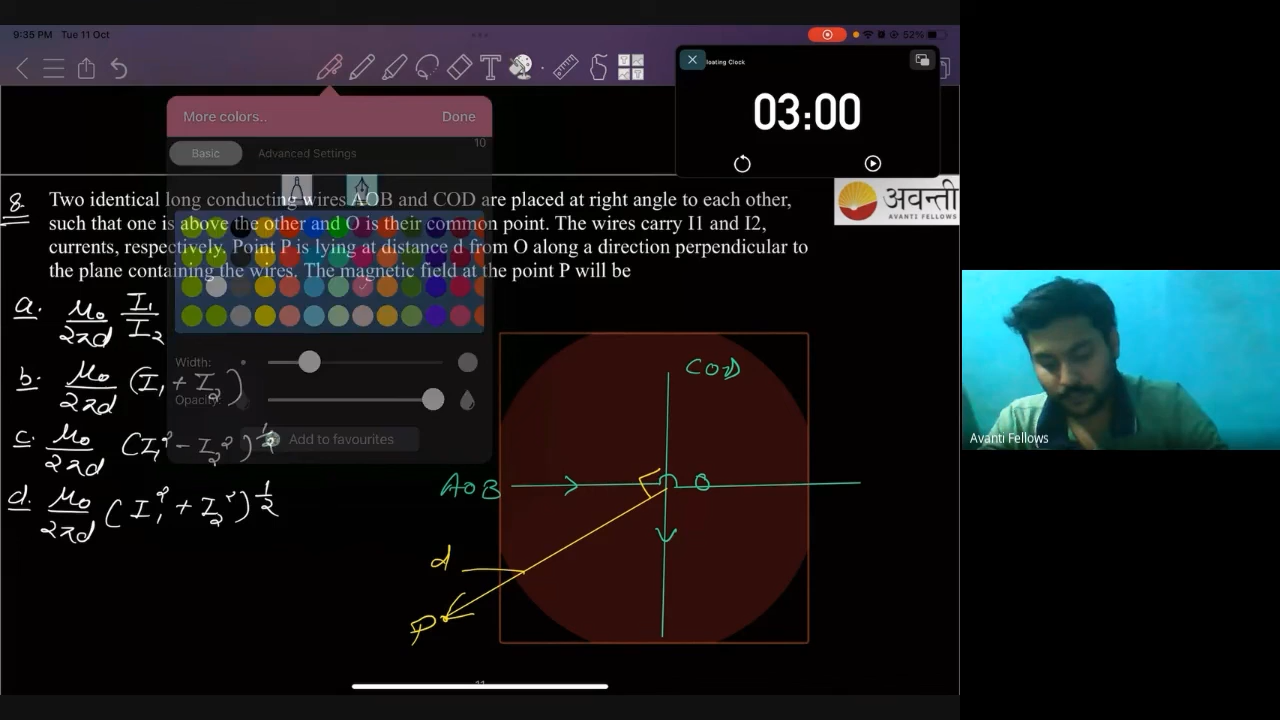 9:35 PM Tue 11 Oct
52%
loating Clock
03:00
More colors..
Done
10
Basic
Advanced Settings
8.
Two identical long conducting wires AOB and COD are placed at right angle to each other,
such that one is above the other and O is their common point. The wires carry I1 and I2,
currents, respectively. Point P is lying at distance d from O along a direction perpendicular to
the plane containing the wires. The magnetic field at the point P will be
अवन्ती
AVANTI FELLOWS
a. μ₀/2πd I₁/I₂
b. μ₀/2πd (I₁ + I₂)
c. μ₀/2πd (I₁² - I₂²)^½
d. μ₀/2πd (I₁² + I₂²)^½
Width:
Opacity:
Add to favourites
COD
AOB
O
d
P
11
Avanti Fellows